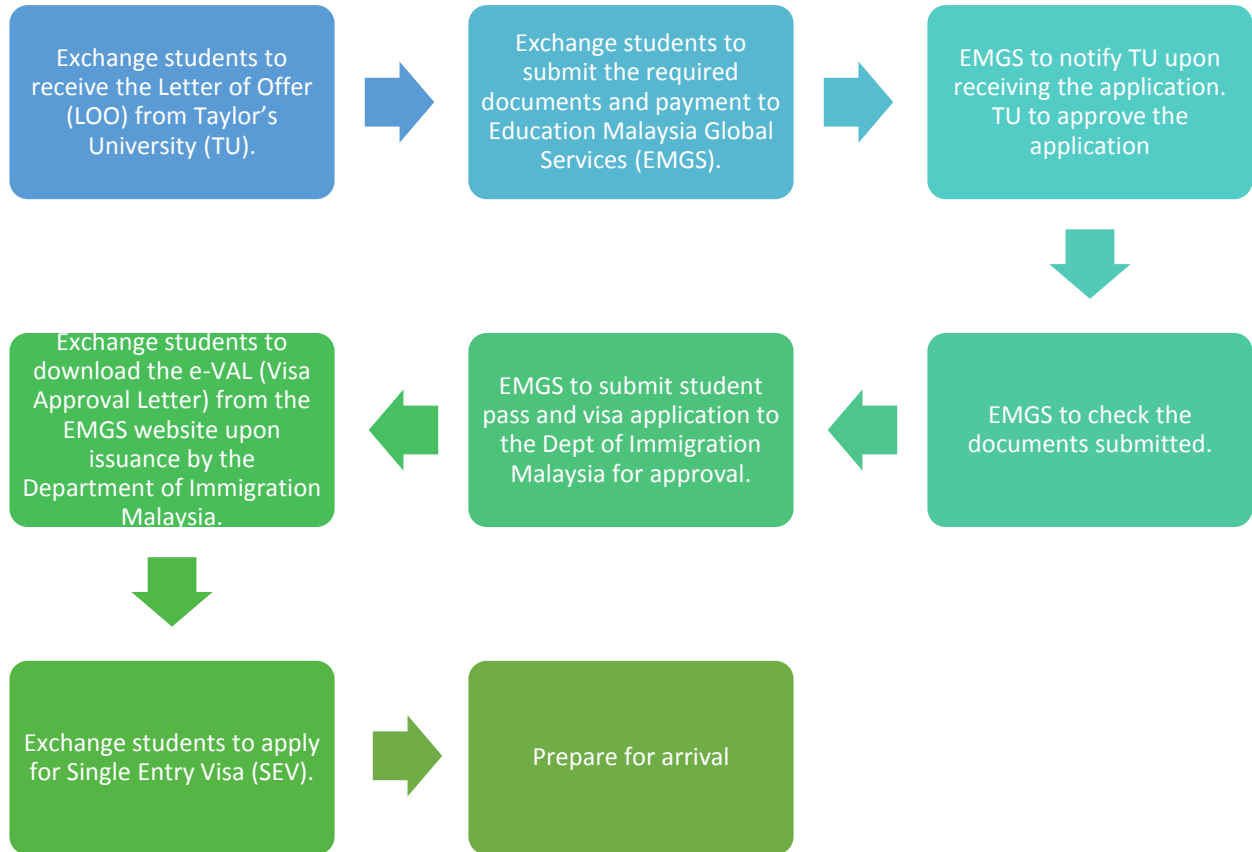 Exchange students to
receive the Letter of Offer
(LOO) from Taylor’s
University (TU).
Exchange students to
submit the required
documents and payment to
Education Malaysia Global
Services (EMGS).
EMGS to notify TU upon
receiving the application.
TU to approve the
application
EMGS to check the
documents submitted.
EMGS to submit student
pass and visa application to
the Dept of Immigration
Malaysia for approval.
Exchange students to
download the e-VAL (Visa
Approval Letter) from the
EMGS website upon
issuance by the
Department of Immigration
Malaysia.
Exchange students to apply
for Single Entry Visa (SEV).
Prepare for arrival